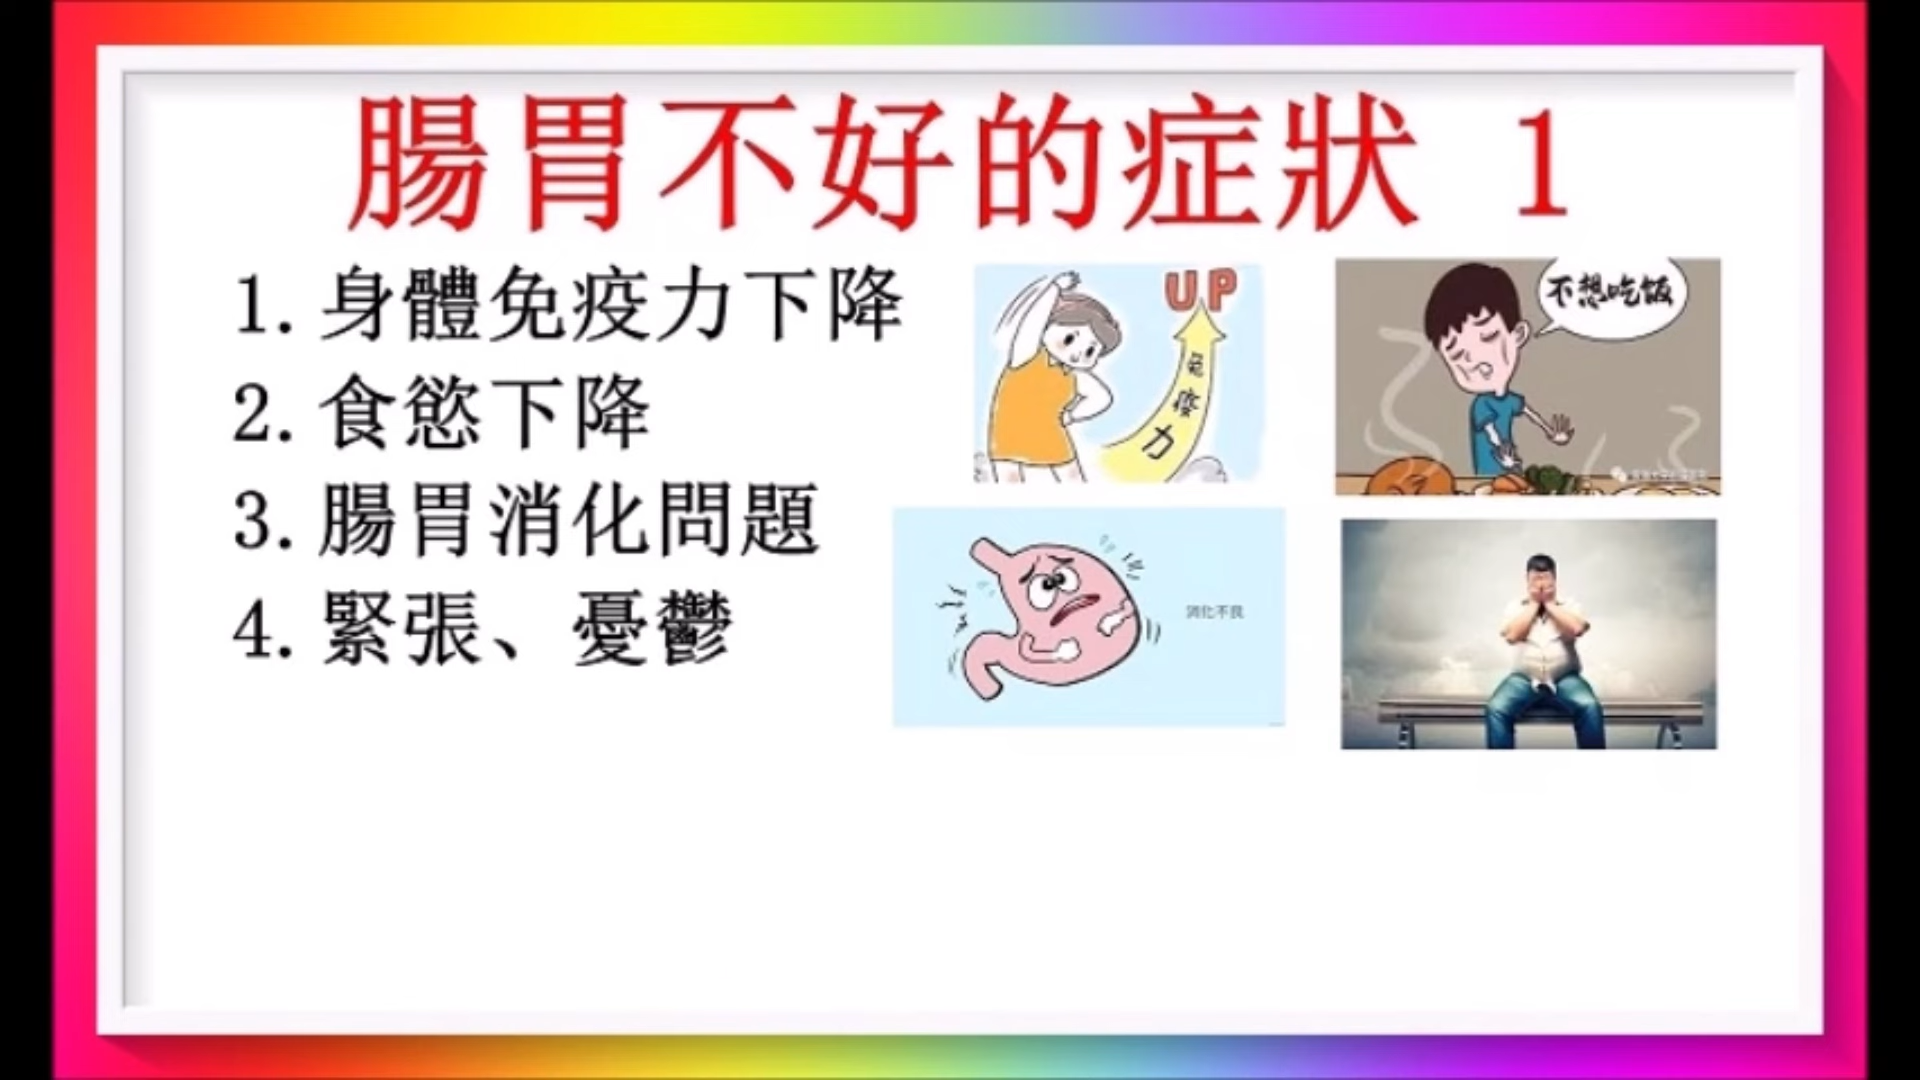 腸胃不好的症狀 1
1. 身體免疫力下降
2. 食慾下降
3. 腸胃消化問題
4. 緊張、憂鬱
UP
免疫力
不想吃饭
消化不良